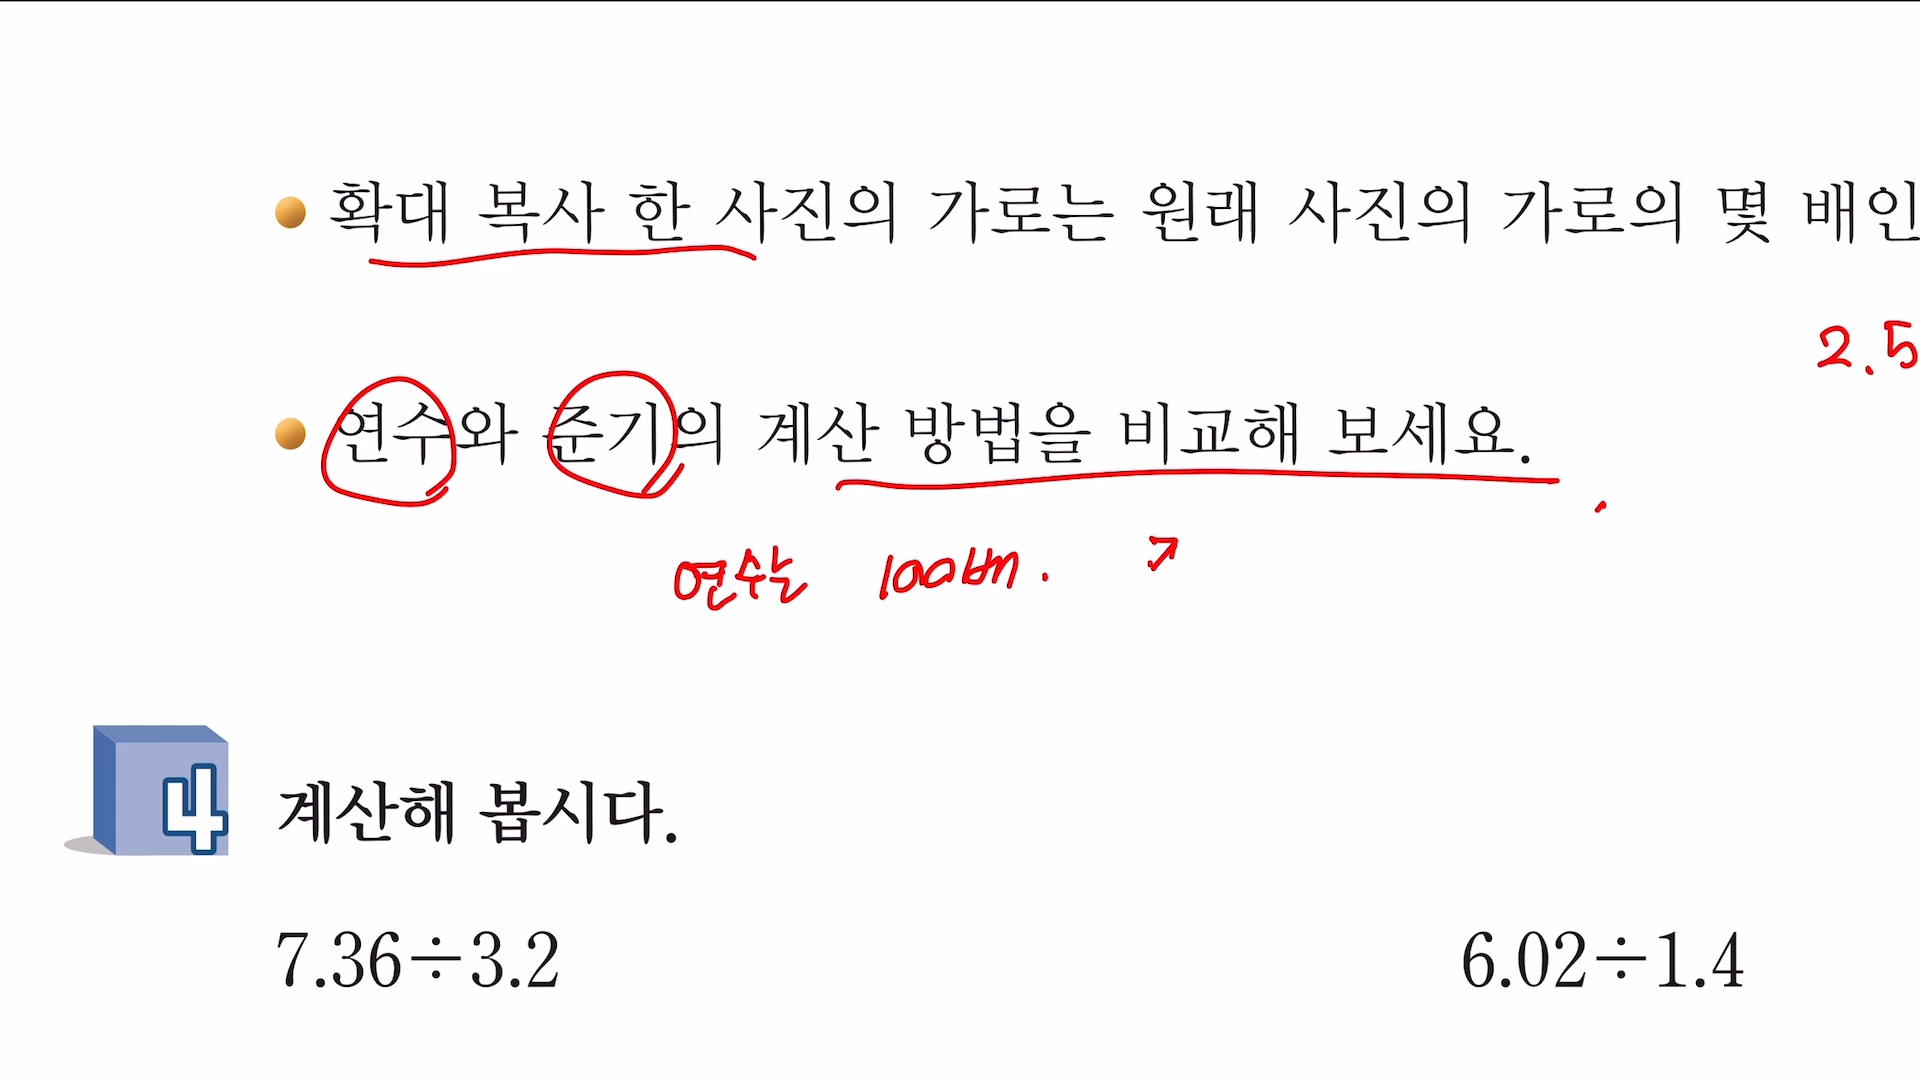 확대 복사 한 사진의 가로는 원래 사진의 가로의 몇 배인
2.5
연수와 준기의 계산 방법을 비교해 보세요.
연수는 100배.
4 계산해 봅시다.
7.36÷3.2 6.02÷1.4